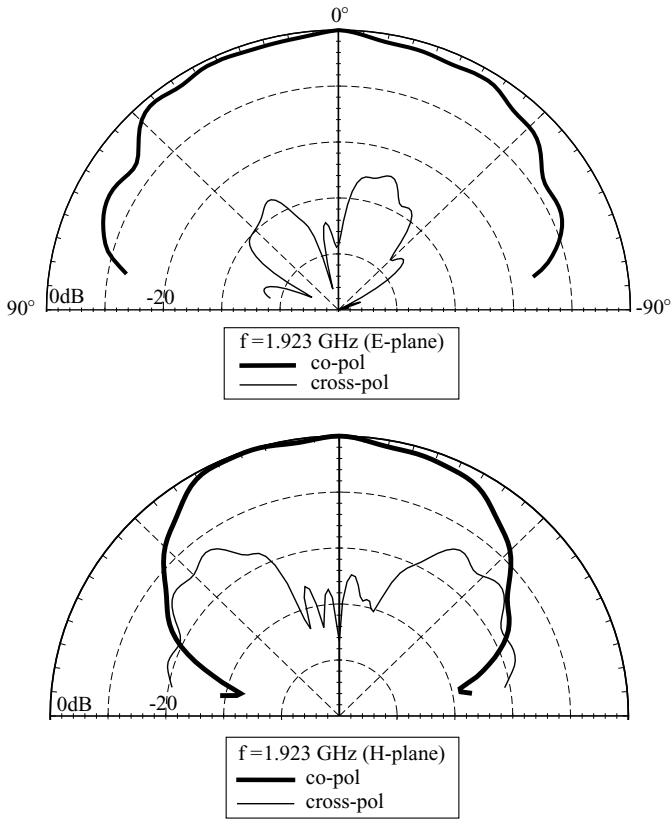 0°
90°
0dB
-20
-90°
f =1.923 GHz (E-plane)
co-pol
cross-pol
0dB
-20
f =1.923 GHz (H-plane)
co-pol
cross-pol